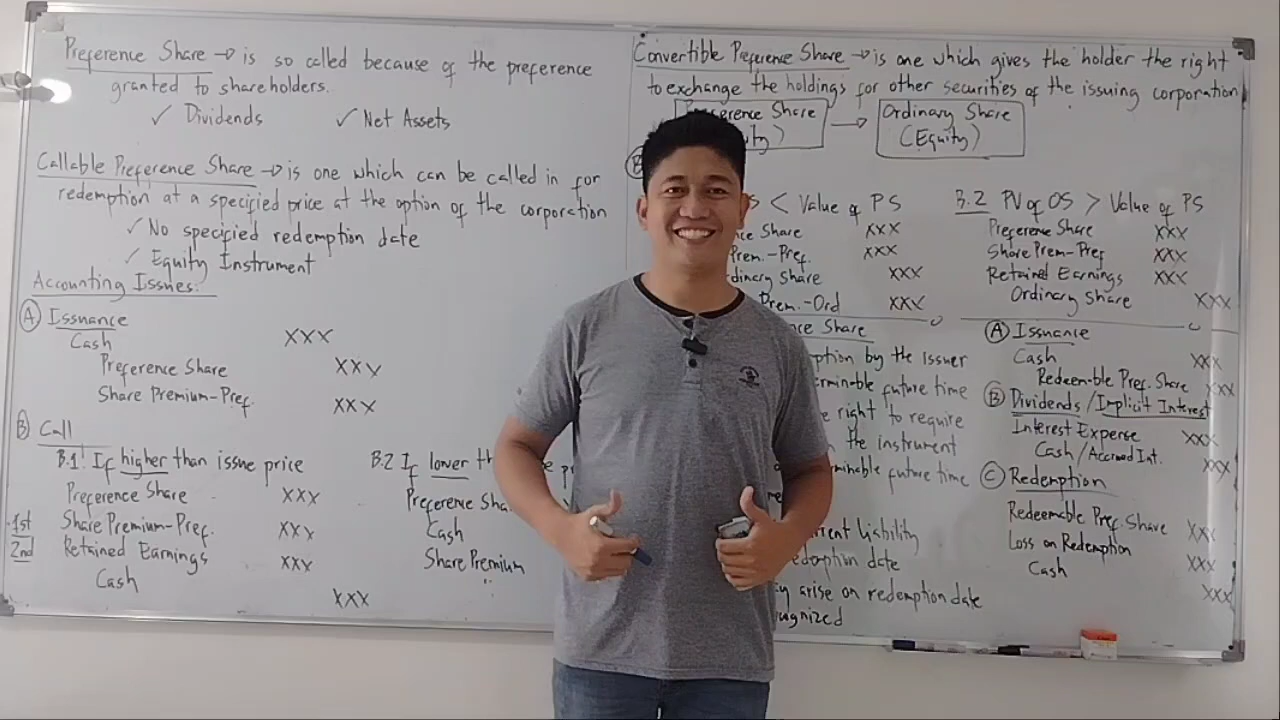 Preference Share → is so called because of the preference
granted to shareholders.
✓ Dividends ✓ Net Assets
Callable Preference Share → is one which can be called in for
redemption at a specified price at the option of the corporation
✓ No specified redemption date
✓ Equity Instrument
Accounting Issues:
A Issuance
Cash XXX
Preference Share XXX
Share Premium-Pref. XXX
B Call
B.1 If higher than issue price
Preference Share XXX
1st Share Premium-Pref. XXX
2nd Retained Earnings XXX
Cash XXX
B.2 If lower
Preference
Cash
Share Premium
Convertible Preference Share → is one which gives the holder the right
to exchange the holdings for other securities of the issuing corporation
Share → Ordinary Share
(Equity)
< Value of PS
Share XXX
Prem.-Pref. XXX
Share XXX
Prem.-Ord XXX
B.2 PV of OS > Value of PS
Preference Share XXX
Share Prem-Pref XXX
Retained Earnings XXX
Ordinary Share XXX
Share
by the issuer
future time
right to require
the instrument
future time
liability
date
arise on redemption date
A Issuance
Cash XXX
Redeemable Pref. Share XXX
B Dividends/Implicit Interest
Interest Expense XXX
Cash/Accrued Int. XXX
C Redemption
Redeemable Pref. Share XXX
Loss on Redemption XXX
Cash XXX